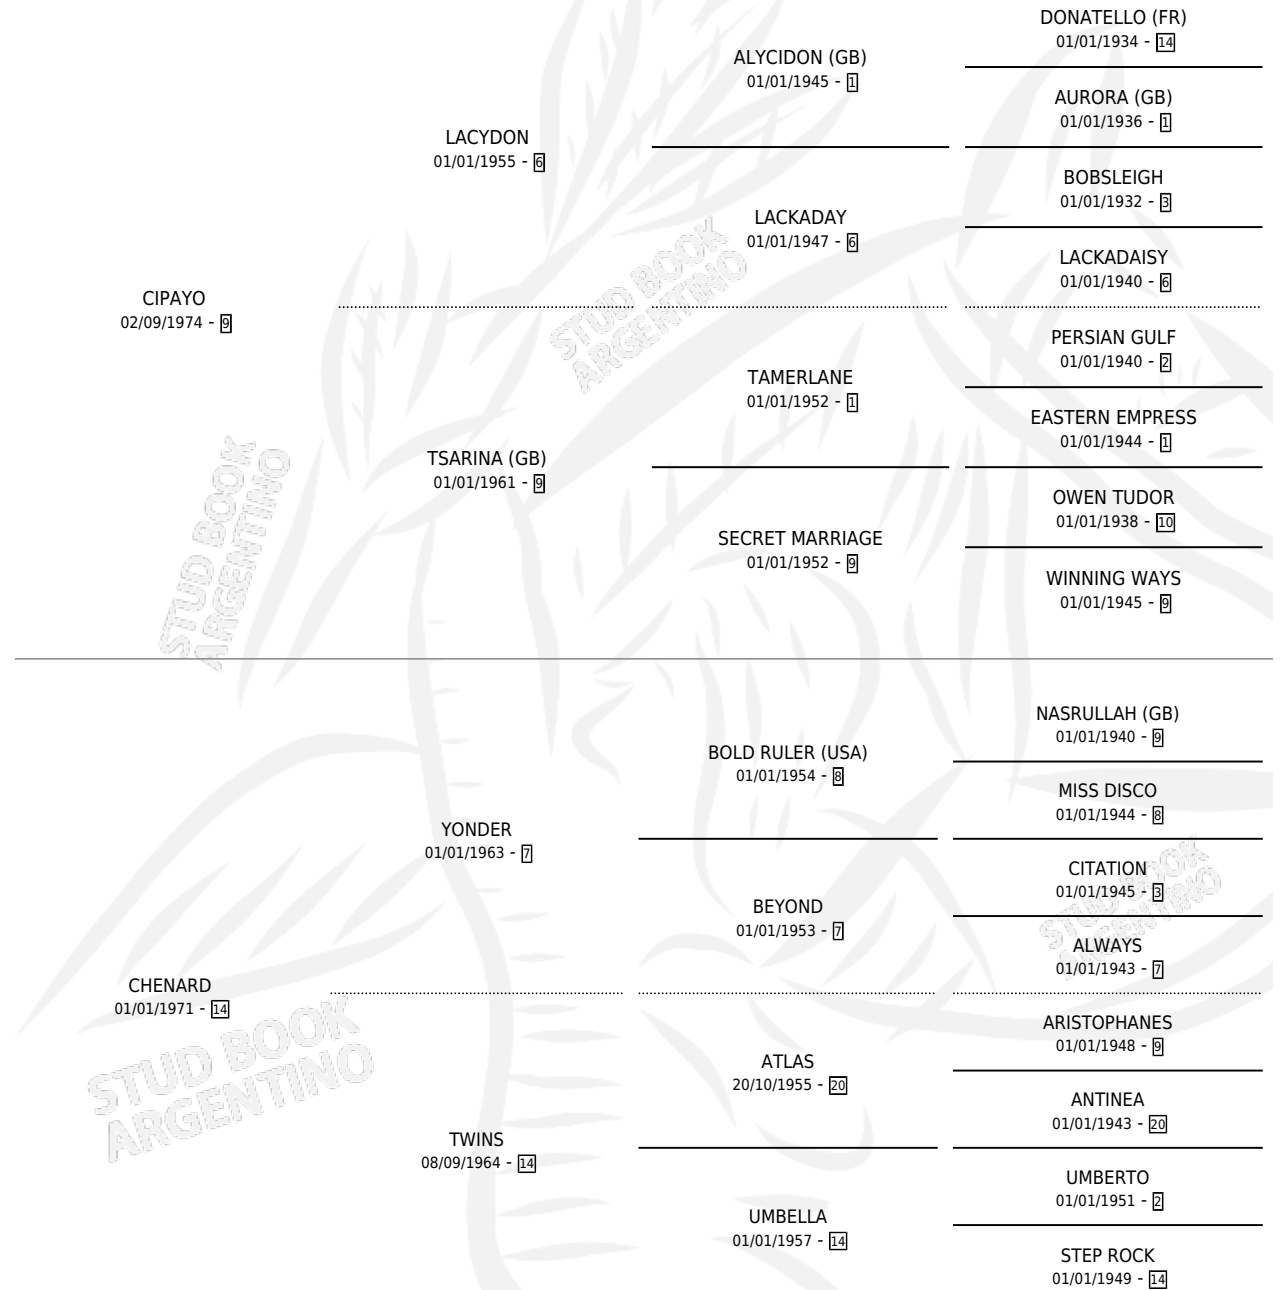 DONATELLO (FR)
01/01/1934 - 14
ALYCIDON (GB)
01/01/1945 - 1
AURORA (GB)
01/01/1936 - 1
LACYDON
01/01/1955 - 6
BOBSLEIGH
01/01/1932 - 3
LACKADAY
01/01/1947 - 6
LACKADAISY
01/01/1940 - 6
CIPAYO
02/09/1974 - 9
PERSIAN GULF
01/01/1940 - 2
TAMERLANE
01/01/1952 - 1
EASTERN EMPRESS
01/01/1944 - 1
TSARINA (GB)
01/01/1961 - 9
OWEN TUDOR
01/01/1938 - 10
SECRET MARRIAGE
01/01/1952 - 9
WINNING WAYS
01/01/1945 - 9
STUD BOOK
ARGENTINO
STUD BOOK
ARGENTINO
NASRULLAH (GB)
01/01/1940 - 9
BOLD RULER (USA)
01/01/1954 - 8
MISS DISCO
01/01/1944 - 8
YONDER
01/01/1963 - 7
CITATION
01/01/1945 - 3
BEYOND
01/01/1953 - 7
ALWAYS
01/01/1943 - 7
STUD BOOK
ARGENTINO
CHENARD
01/01/1971 - 14
ARISTOPHANES
01/01/1948 - 9
ATLAS
20/10/1955 - 20
ANTINEA
01/01/1943 - 20
TWINS
08/09/1964 - 14
UMBERTO
01/01/1951 - 2
UMBELLA
01/01/1957 - 14
STEP ROCK
01/01/1949 - 14
STUD BOOK
ARGENTINO